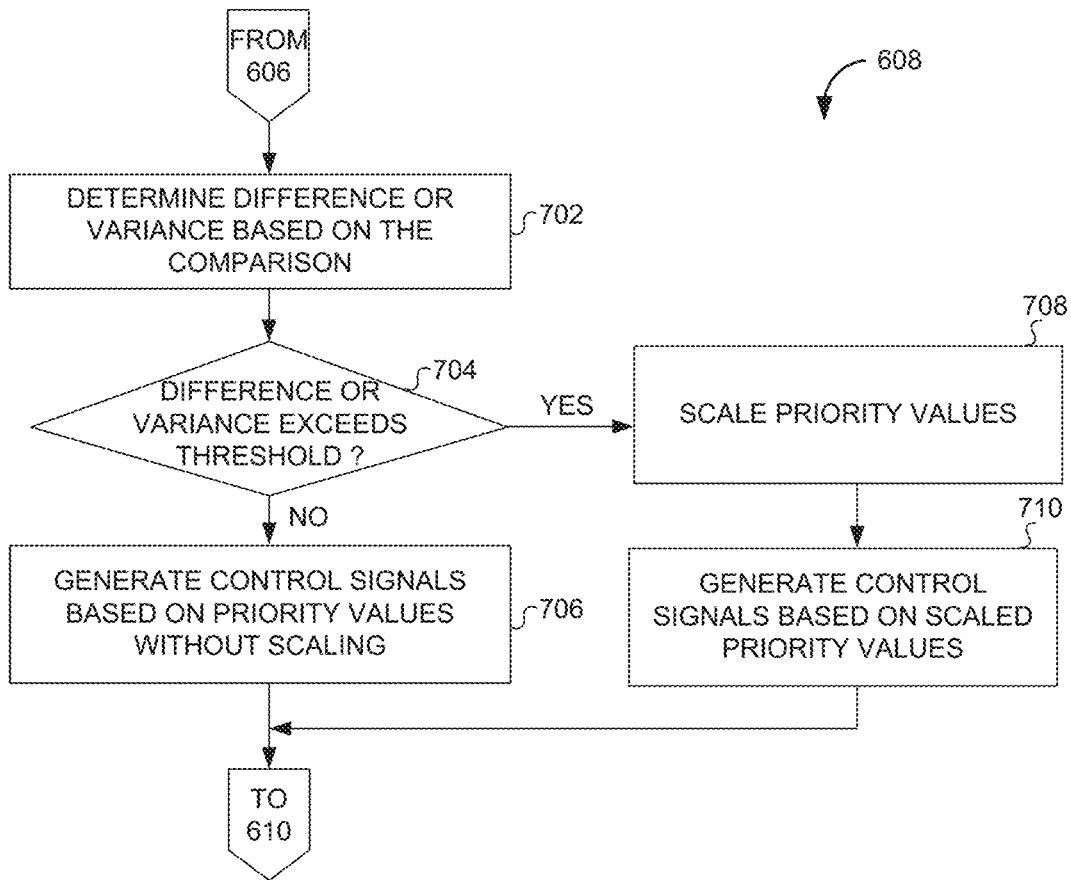 FROM
606
608
DETERMINE DIFFERENCE OR
VARIANCE BASED ON THE
COMPARISON
702
704
DIFFERENCE OR
VARIANCE EXCEEDS
THRESHOLD ?
YES
708
SCALE PRIORITY VALUES
NO
710
GENERATE CONTROL SIGNALS
BASED ON PRIORITY VALUES
WITHOUT SCALING
706
GENERATE CONTROL
SIGNALS BASED ON SCALED
PRIORITY VALUES
TO
610